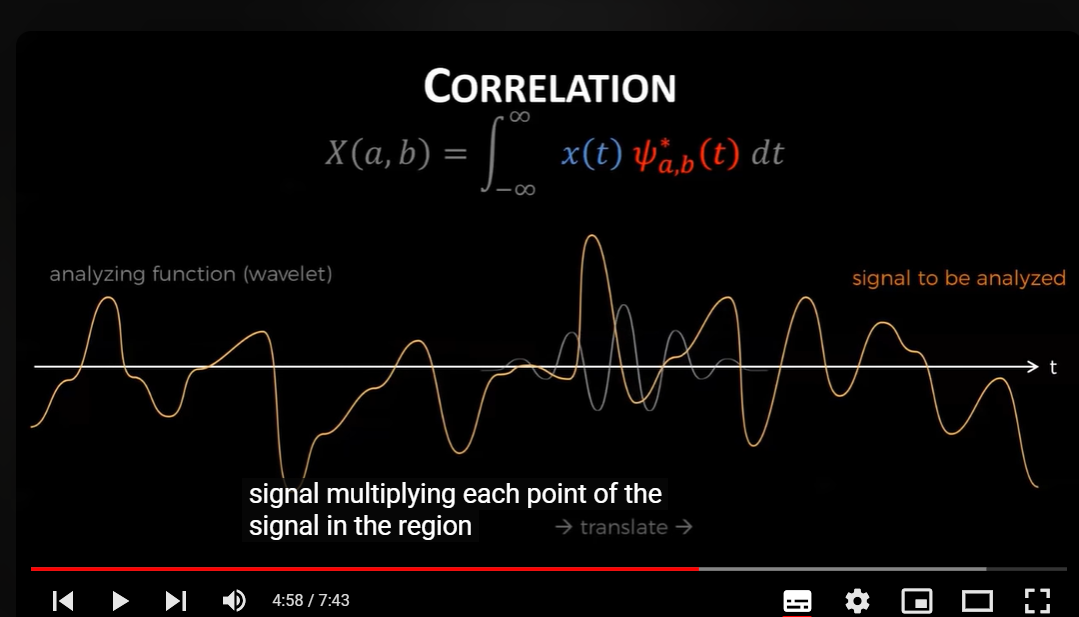 CORRELATION
X(a, b) = ∫_{-∞}^{∞} x(t) ψ*_{a,b}(t) dt
analyzing function (wavelet)
signal to be analyzed
t
signal multiplying each point of the
signal in the region
→ translate →
4:58 / 7:43